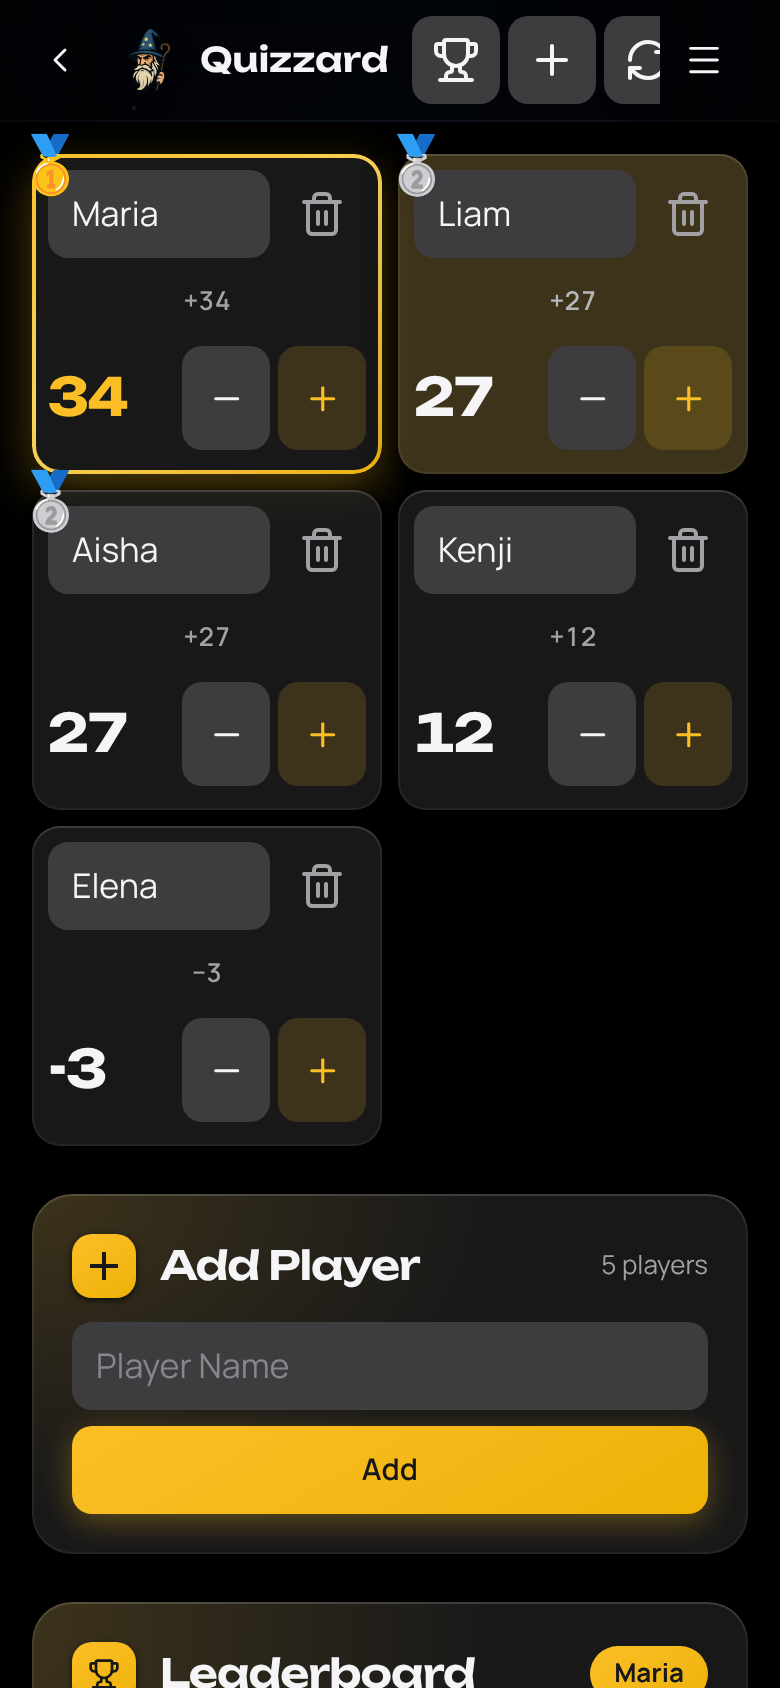 Quizzard
1
Maria
+34
34
2
Liam
+27
27
2
Aisha
+27
27
Kenji
+12
12
Elena
−3
-3
Add Player
5 players
Player Name
Add
Leaderboard
Maria